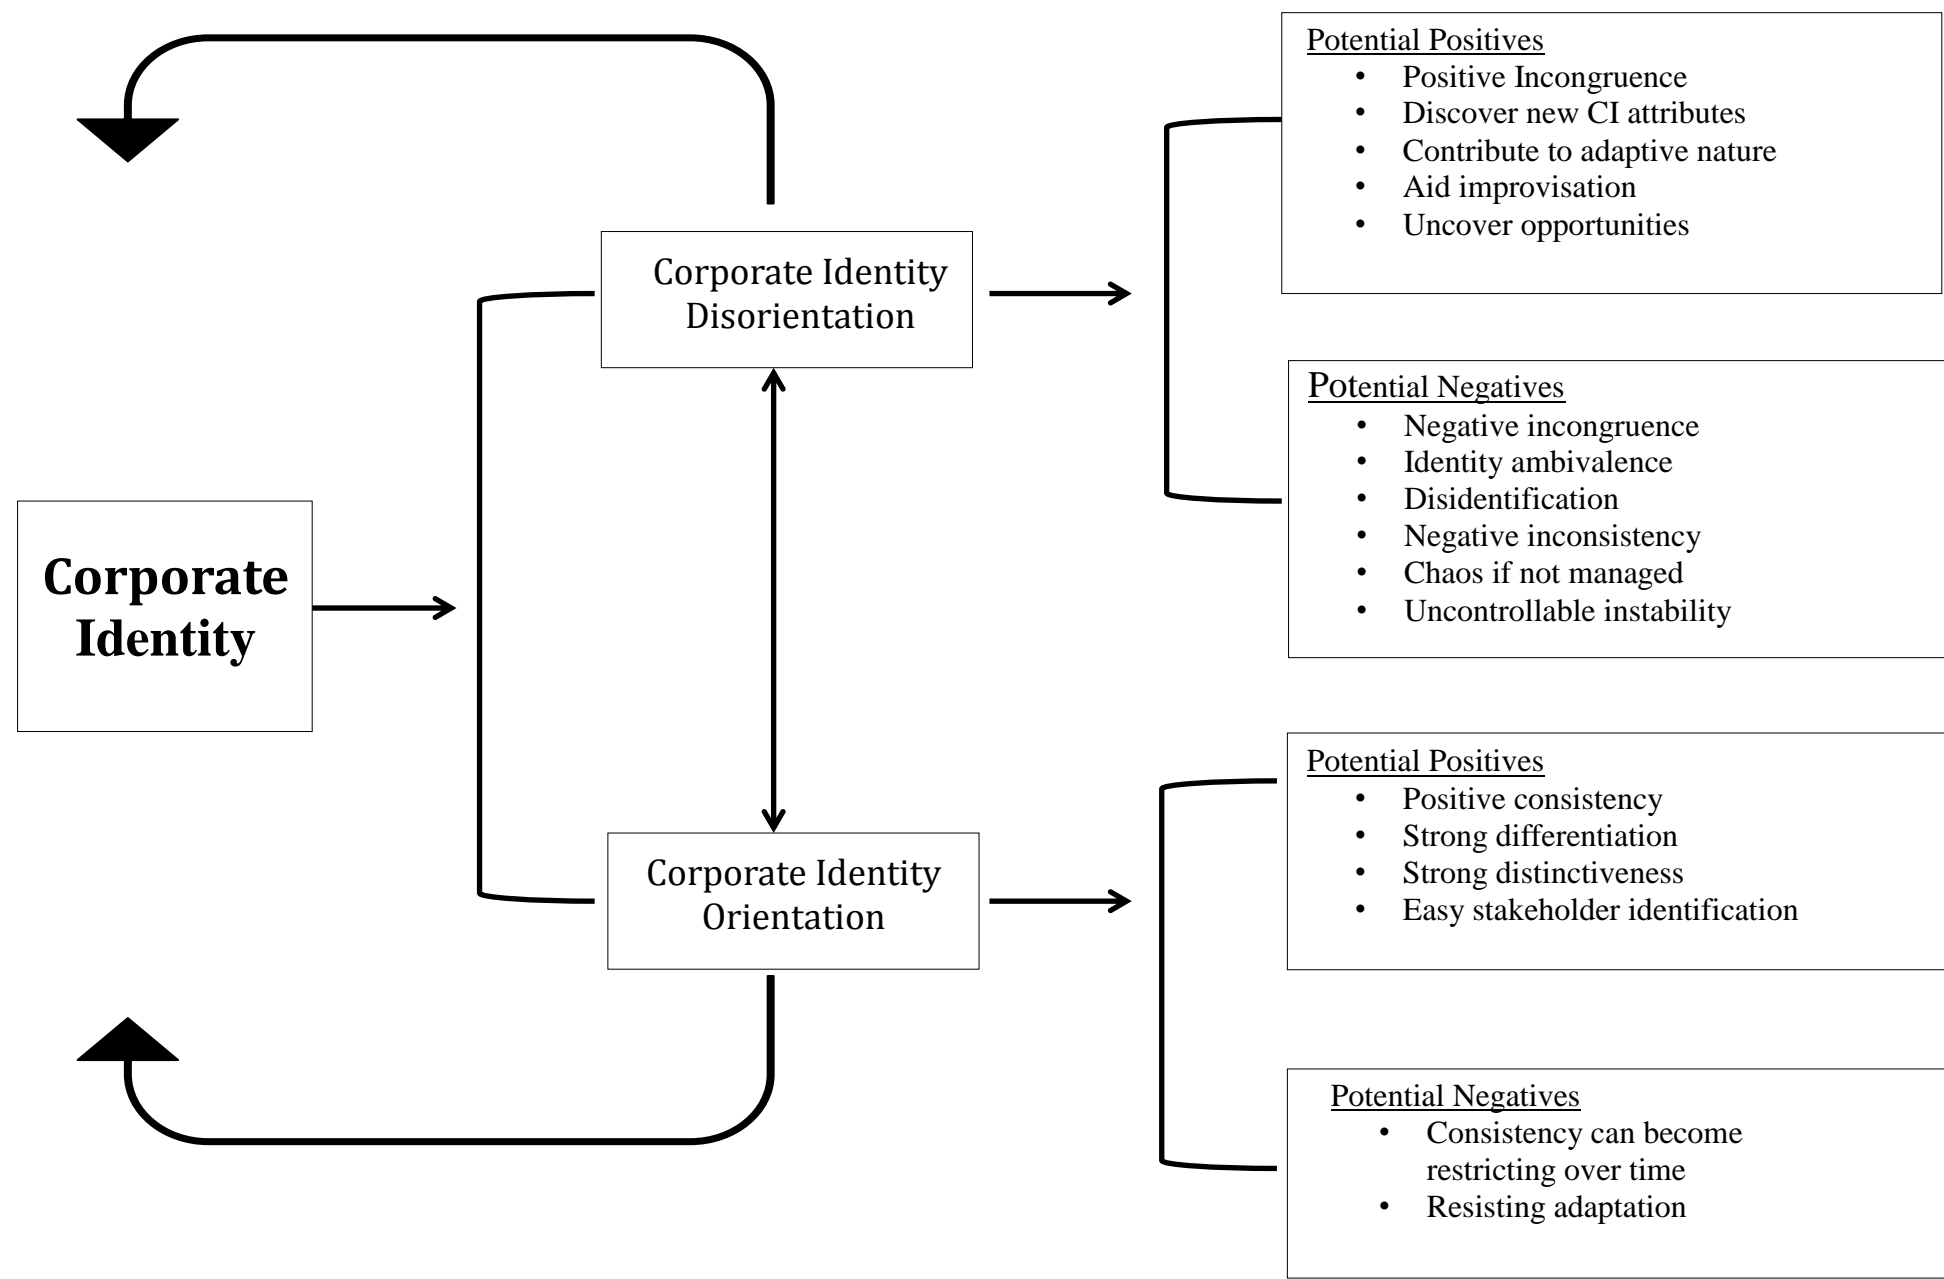 Potential Positives
• Positive Incongruence
• Discover new CI attributes
• Contribute to adaptive nature
• Aid improvisation
• Uncover opportunities
Corporate Identity
Disorientation
Potential Negatives
• Negative incongruence
• Identity ambivalence
• Disidentification
• Negative inconsistency
• Chaos if not managed
• Uncontrollable instability
Corporate
Identity
Potential Positives
• Positive consistency
• Strong differentiation
• Strong distinctiveness
• Easy stakeholder identification
Corporate Identity
Orientation
Potential Negatives
• Consistency can become
restricting over time
• Resisting adaptation